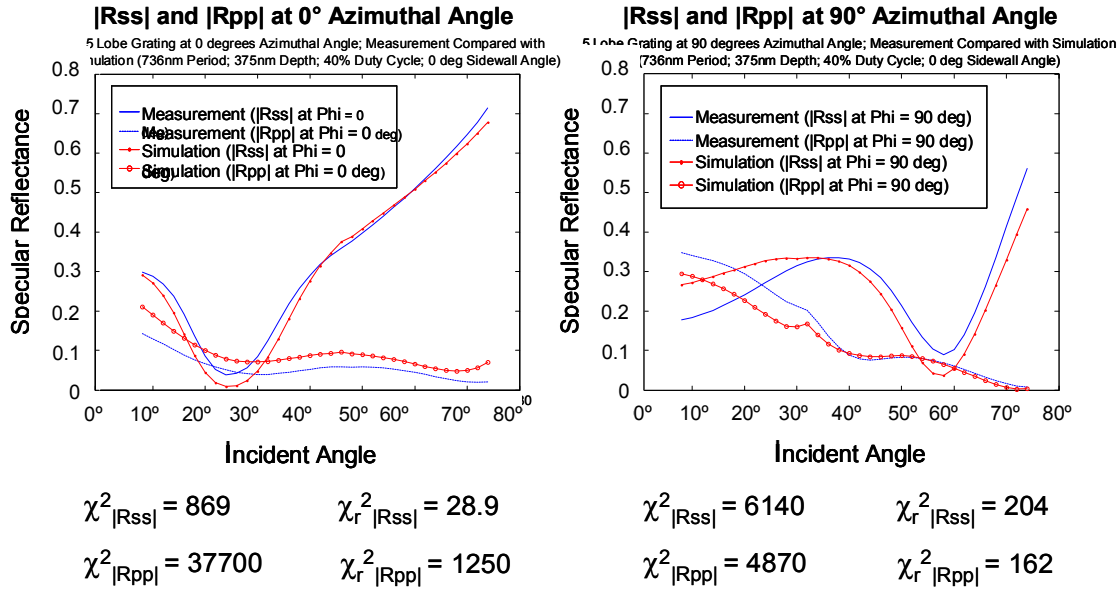 |Rss| and |Rpp| at 0° Azimuthal Angle
5 Lobe Grating at 0 degrees Azimuthal Angle; Measurement Compared with
ulation (736nm Period; 375nm Depth; 40% Duty Cycle; 0 deg Sidewall Angle)
0.8
0.7
0.6
0.5
0.4
0.3
0.2
0.1
0
Specular Reflectance
Measurement (|Rss| at Phi = 0
Measurement (|Rpp| at Phi = 0 deg)
Simulation (|Rss| at Phi = 0
Simulation (|Rpp| at Phi = 0 deg)
0º 10º 20º 30º 40º 50º 60º 70º 80º
Incident Angle
χ²|Rss| = 869 χr²|Rss| = 28.9
χ²|Rpp| = 37700 χr²|Rpp| = 1250
|Rss| and |Rpp| at 90° Azimuthal Angle
5 Lobe Grating at 90 degrees Azimuthal Angle; Measurement Compared with Simulation
(736nm Period; 375nm Depth; 40% Duty Cycle; 0 deg Sidewall Angle)
0.8
0.7
0.6
0.5
0.4
0.3
0.2
0.1
0
Specular Reflectance
Measurement (|Rss| at Phi = 90 deg)
Measurement (|Rpp| at Phi = 90 deg)
Simulation (|Rss| at Phi = 90 deg)
Simulation (|Rpp| at Phi = 90 deg)
0º 10º 20º 30º 40º 50º 60º 70º 80º
Incident Angle
χ²|Rss| = 6140 χr²|Rss| = 204
χ²|Rpp| = 4870 χr²|Rpp| = 162